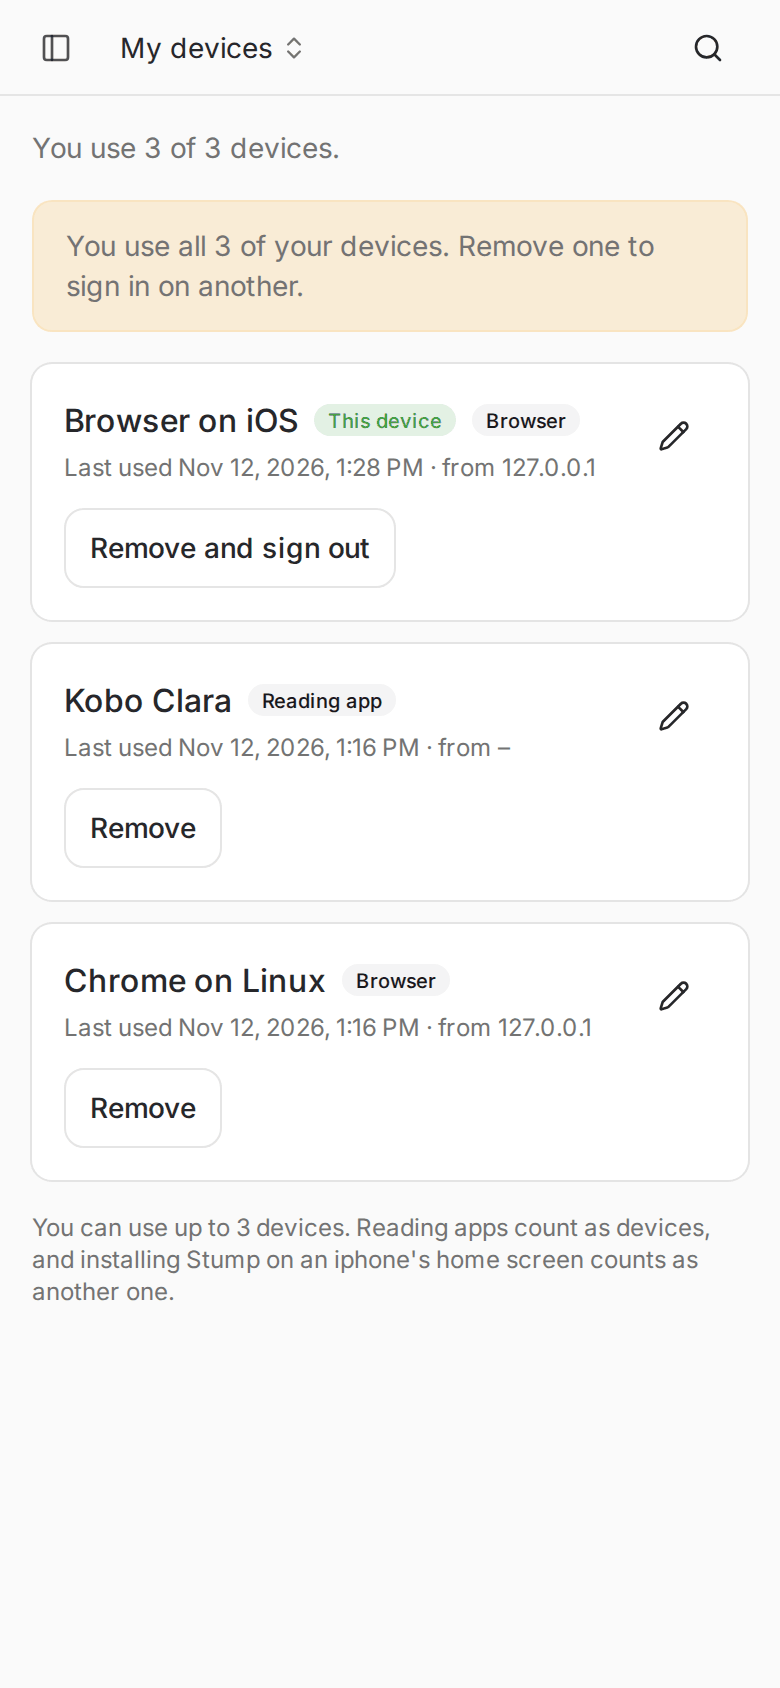 My devices
You use 3 of 3 devices.
You use all 3 of your devices. Remove one to
sign in on another.
Browser on iOS This device Browser
Last used Nov 12, 2026, 1:28 PM · from 127.0.0.1
Remove and sign out
Kobo Clara Reading app
Last used Nov 12, 2026, 1:16 PM · from –
Remove
Chrome on Linux Browser
Last used Nov 12, 2026, 1:16 PM · from 127.0.0.1
Remove
You can use up to 3 devices. Reading apps count as devices,
and installing Stump on an iphone's home screen counts as
another one.